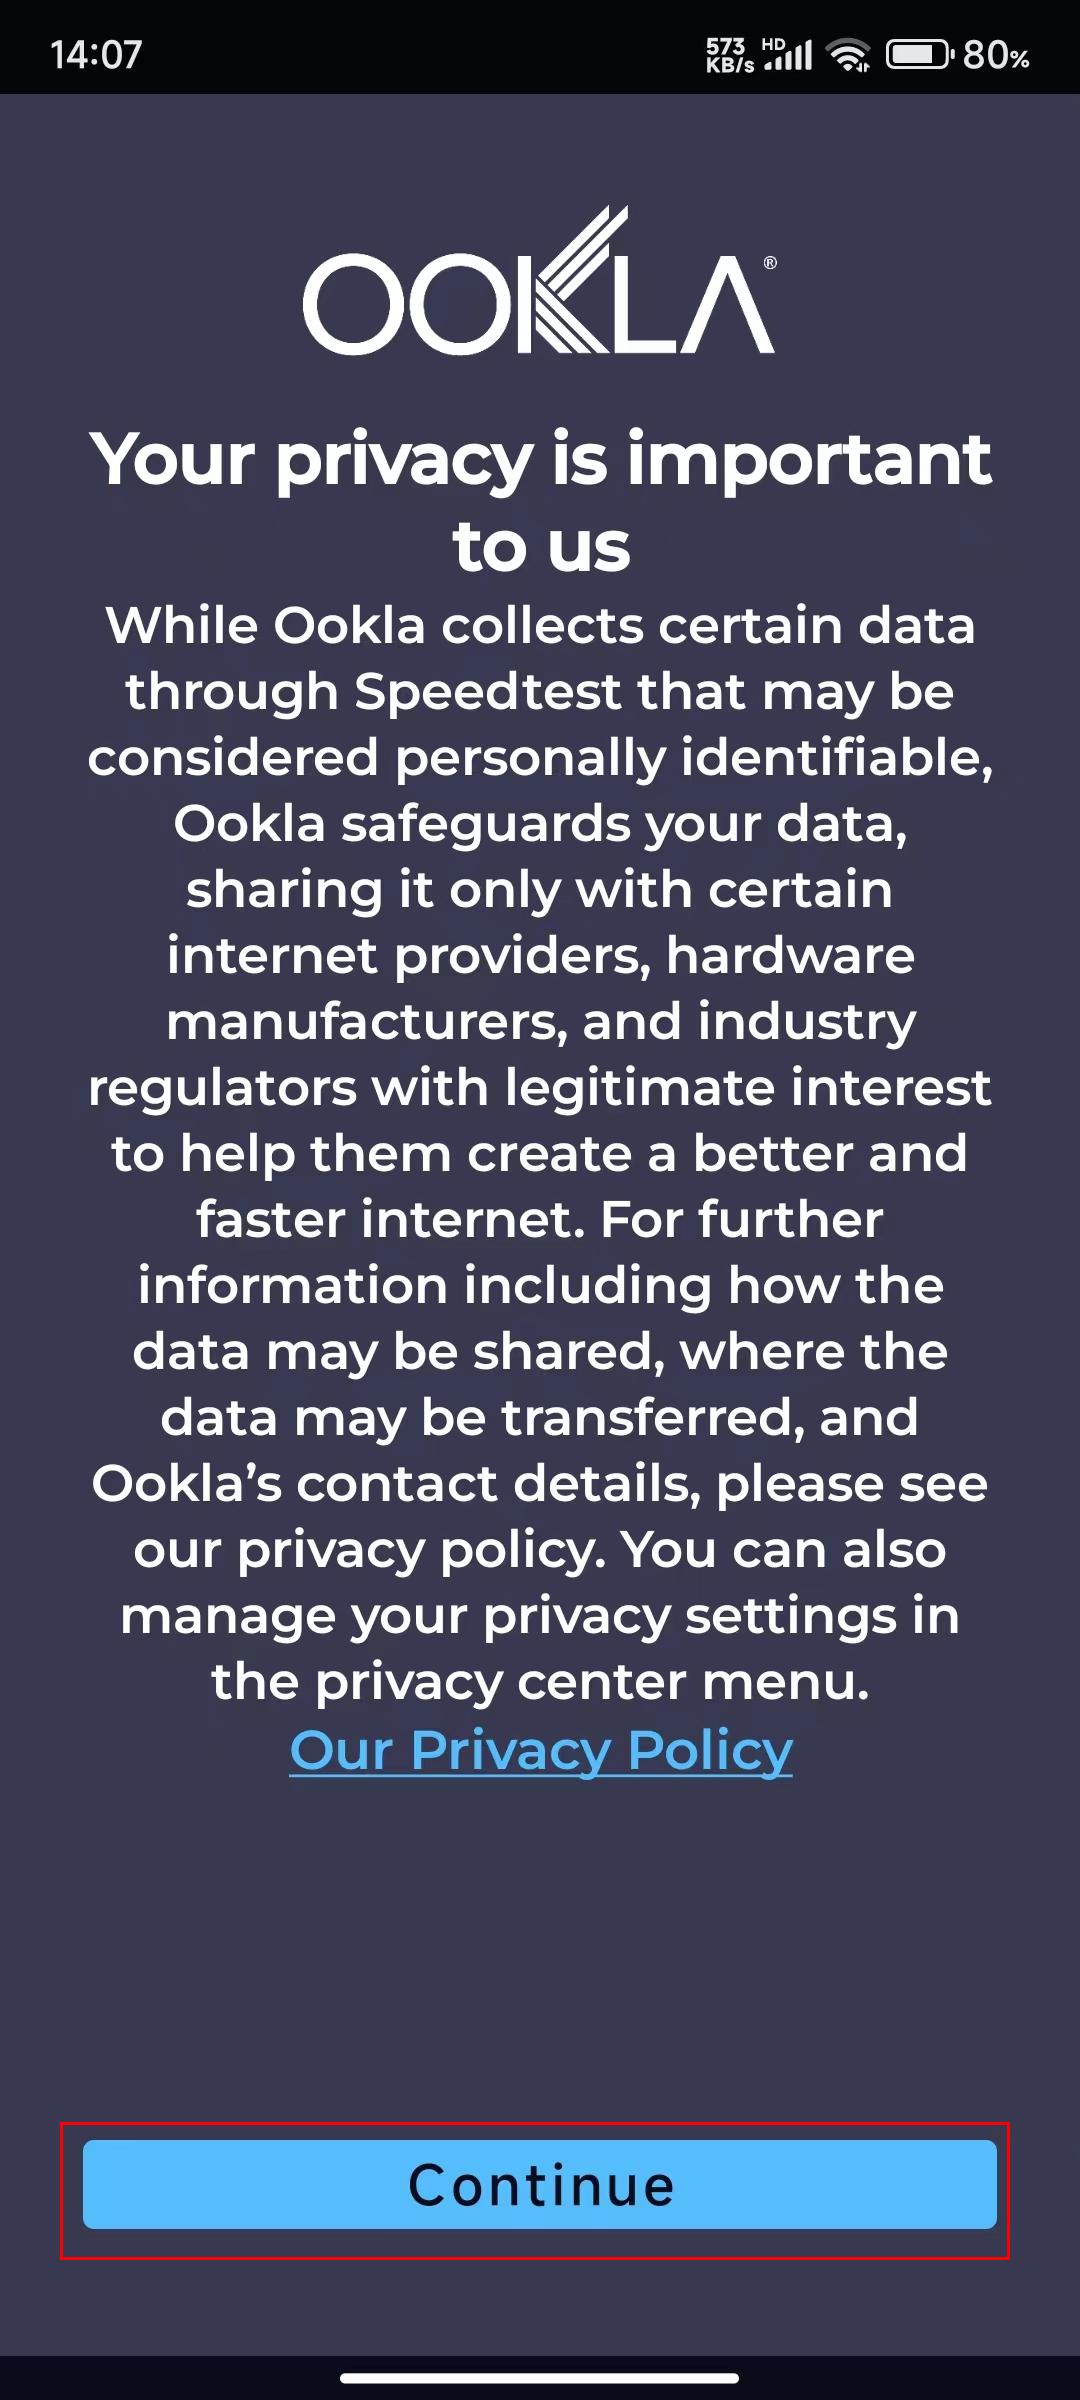 14:07
573 KB/s HD 80%
OOKLA®
Your privacy is important
to us
While Ookla collects certain data
through Speedtest that may be
considered personally identifiable,
Ookla safeguards your data,
sharing it only with certain
internet providers, hardware
manufacturers, and industry
regulators with legitimate interest
to help them create a better and
faster internet. For further
information including how the
data may be shared, where the
data may be transferred, and
Ookla’s contact details, please see
our privacy policy. You can also
manage your privacy settings in
the privacy center menu.
Our Privacy Policy
Continue